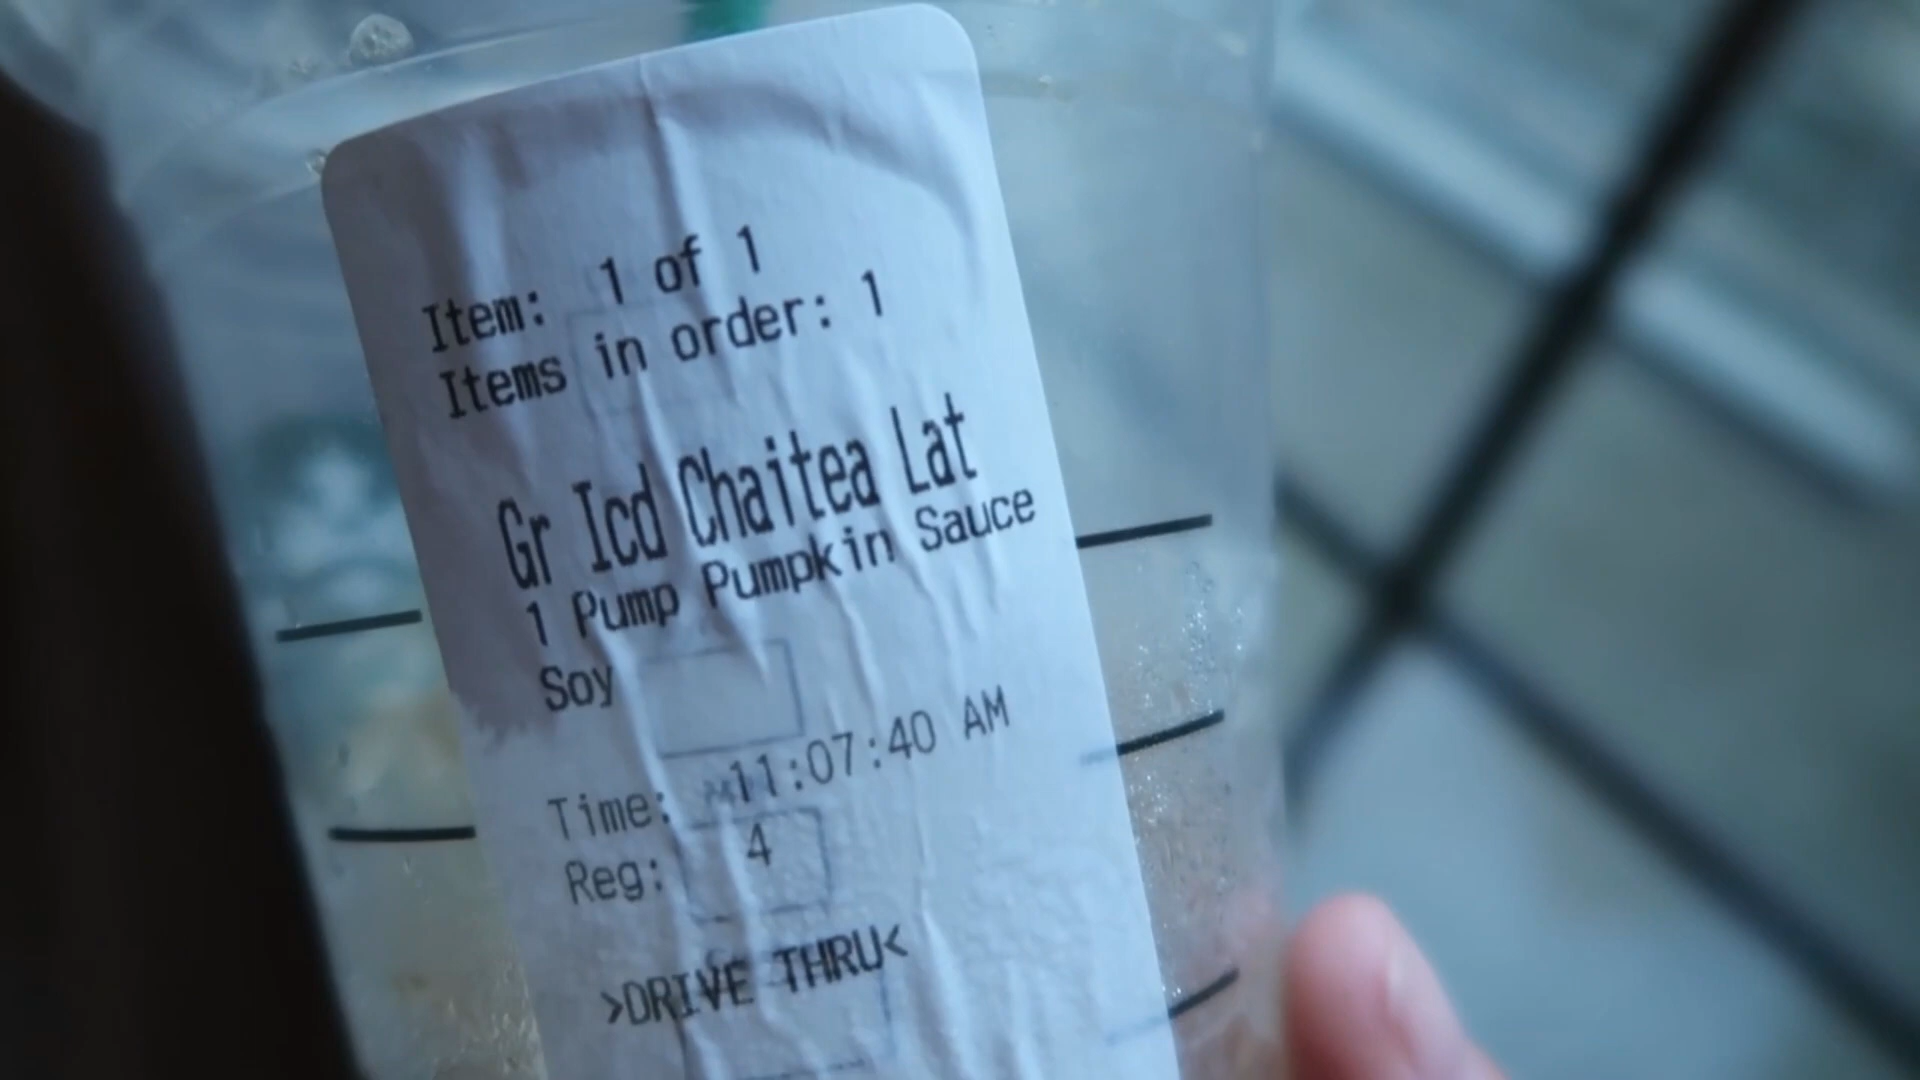 Item: 1 of 1
Items in order: 1
Gr Icd Chaitea Lat
1 Pump Pumpkin Sauce
Soy
Time: 11:07:40 AM
Reg: 4
>DRIVE THRU<